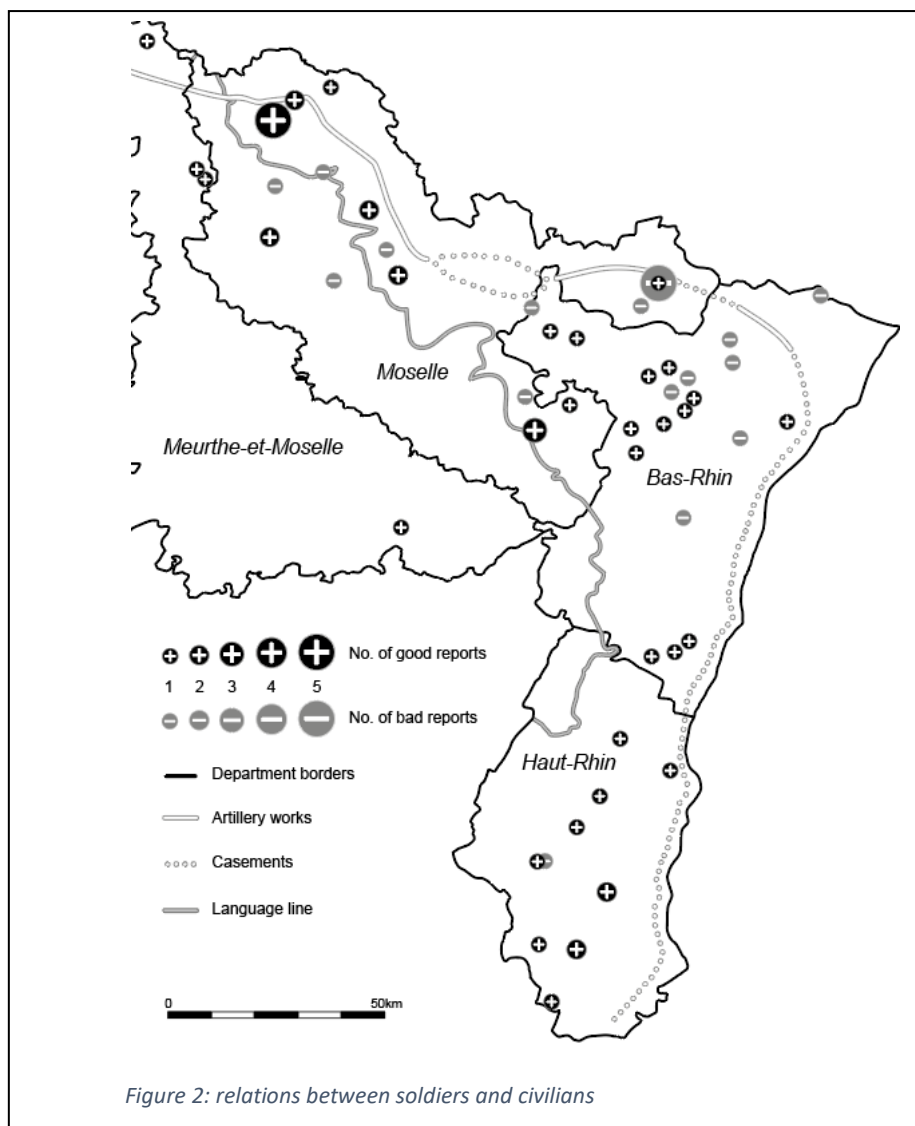 Moselle
Meurthe-et-Moselle
Bas-Rhin
No. of good reports
1 2 3 4 5
No. of bad reports
Department borders
Haut-Rhin
Artillery works
Casements
Language line
0 50km
Figure 2: relations between soldiers and civilians